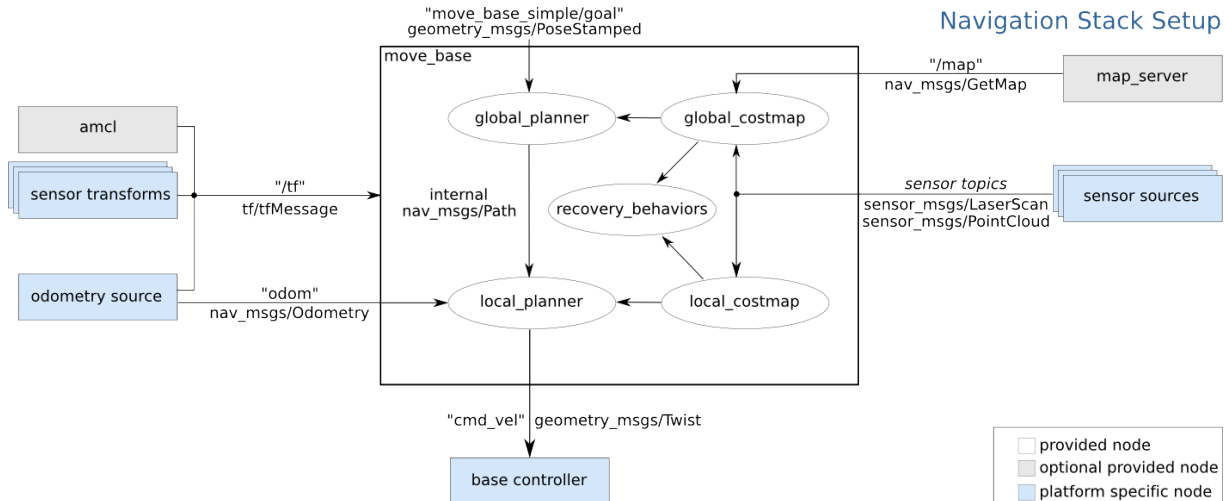 Navigation Stack Setup
"move_base_simple/goal"
geometry_msgs/PoseStamped
move_base
"/map"
nav_msgs/GetMap
map_server
amcl
global_planner
global_costmap
sensor transforms
"/tf"
tf/tfMessage
internal
nav_msgs/Path
recovery_behaviors
sensor topics
sensor_msgs/LaserScan
sensor_msgs/PointCloud
sensor sources
odometry source
"odom"
nav_msgs/Odometry
local_planner
local_costmap
"cmd_vel"
geometry_msgs/Twist
base controller
provided node
optional provided node
platform specific node